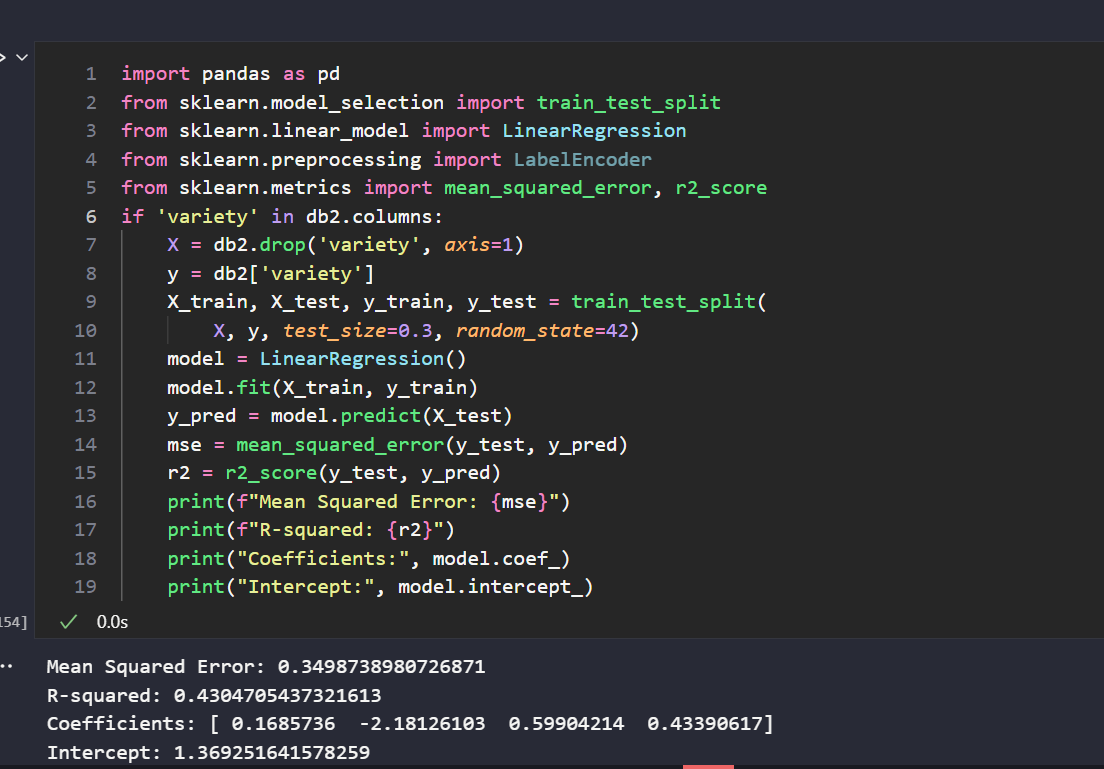 1 import pandas as pd
2 from sklearn.model_selection import train_test_split
3 from sklearn.linear_model import LinearRegression
4 from sklearn.preprocessing import LabelEncoder
5 from sklearn.metrics import mean_squared_error, r2_score
6 if 'variety' in db2.columns:
7     X = db2.drop('variety', axis=1)
8     y = db2['variety']
9     X_train, X_test, y_train, y_test = train_test_split(
10         X, y, test_size=0.3, random_state=42)
11     model = LinearRegression()
12     model.fit(X_train, y_train)
13     y_pred = model.predict(X_test)
14     mse = mean_squared_error(y_test, y_pred)
15     r2 = r2_score(y_test, y_pred)
16     print(f"Mean Squared Error: {mse}")
17     print(f"R-squared: {r2}")
18     print("Coefficients:", model.coef_)
19     print("Intercept:", model.intercept_)
154] 0.0s
Mean Squared Error: 0.3498738980726871
R-squared: 0.4304705437321613
Coefficients: [ 0.1685736  -2.18126103  0.59904214  0.43390617]
Intercept: 1.369251641578259